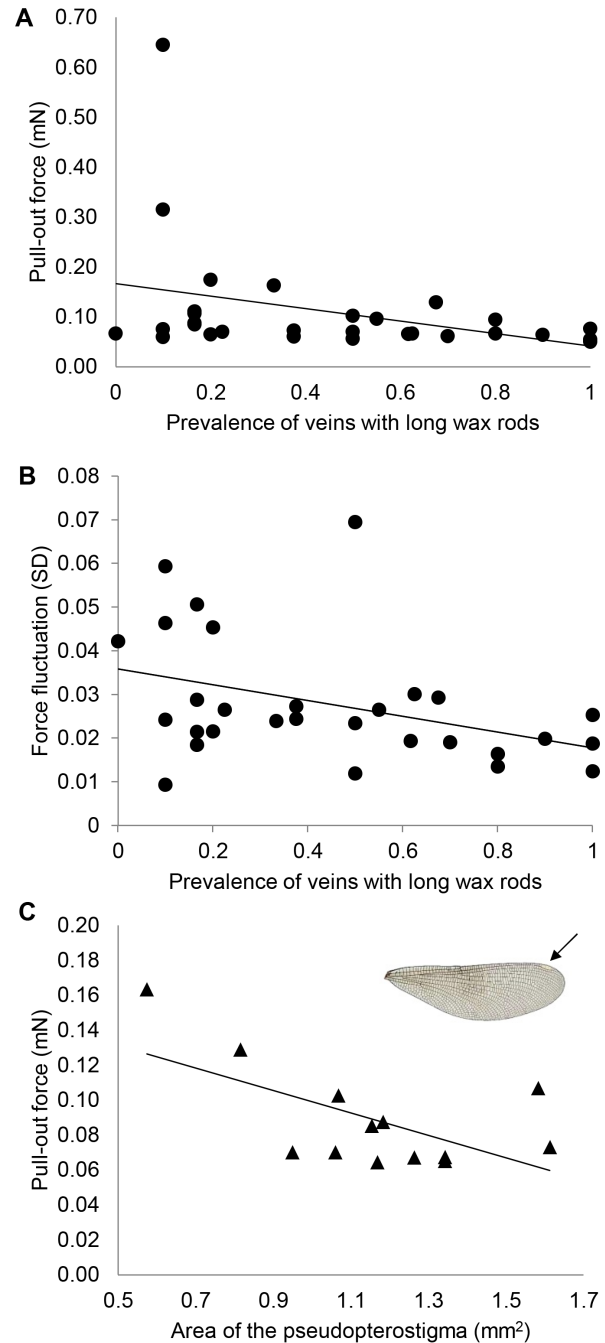 A
Pull-out force (mN)
0.70
0.60
0.50
0.40
0.30
0.20
0.10
0.00
0 0.2 0.4 0.6 0.8 1
Prevalence of veins with long wax rods
B
Force fluctuation (SD)
0.08
0.07
0.06
0.05
0.04
0.03
0.02
0.01
0
0 0.2 0.4 0.6 0.8 1
Prevalence of veins with long wax rods
C
Pull-out force (mN)
0.20
0.18
0.16
0.14
0.12
0.10
0.08
0.06
0.04
0.02
0.00
0.5 0.7 0.9 1.1 1.3 1.5 1.7
Area of the pseudopterostigma (mm²)